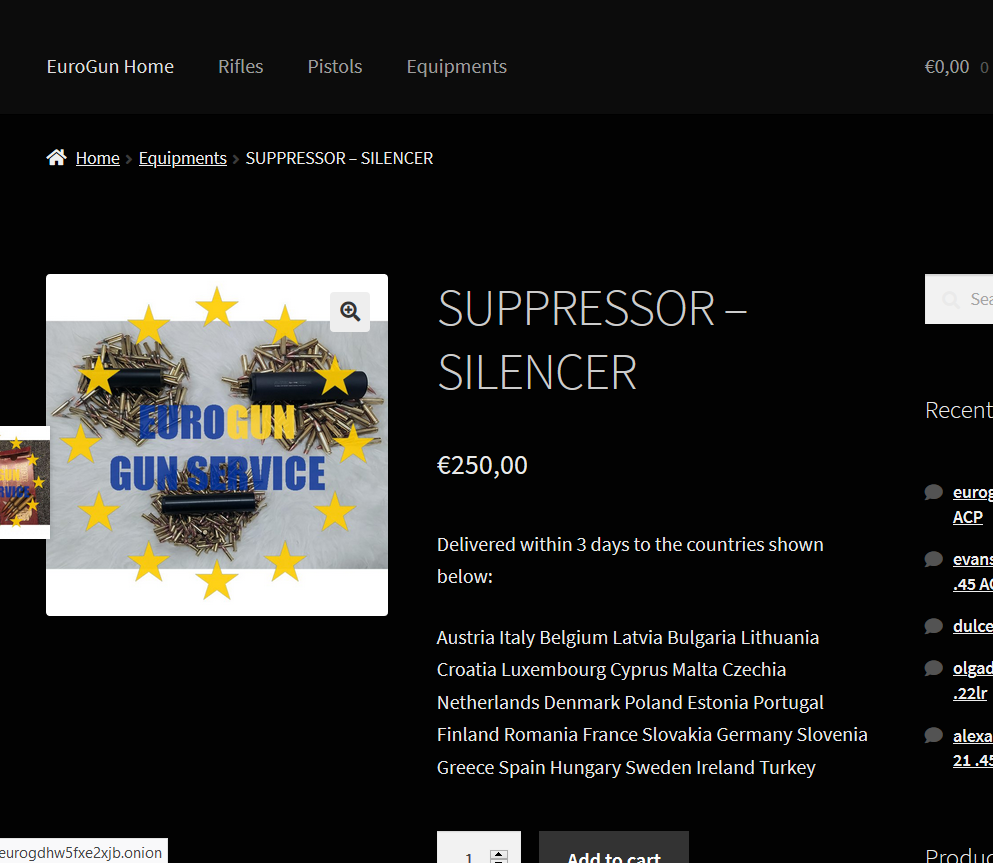 EuroGun Home Rifles Pistols Equipments €0,00 0
Home Equipments SUPPRESSOR – SILENCER
SUPPRESSOR –
SILENCER
EUROGUN
GUN SERVICE
€250,00
Delivered within 3 days to the countries shown
below:
Austria Italy Belgium Latvia Bulgaria Lithuania
Croatia Luxembourg Cyprus Malta Czechia
Netherlands Denmark Poland Estonia Portugal
Finland Romania France Slovakia Germany Slovenia
Greece Spain Hungary Sweden Ireland Turkey
1 Add to cart
Sea
Recent
eurog
ACP
evans
.45 AC
dulce
olgad
.22lr
alexa
21 .45
Produc
eurogdhw5fxe2xjb.onion